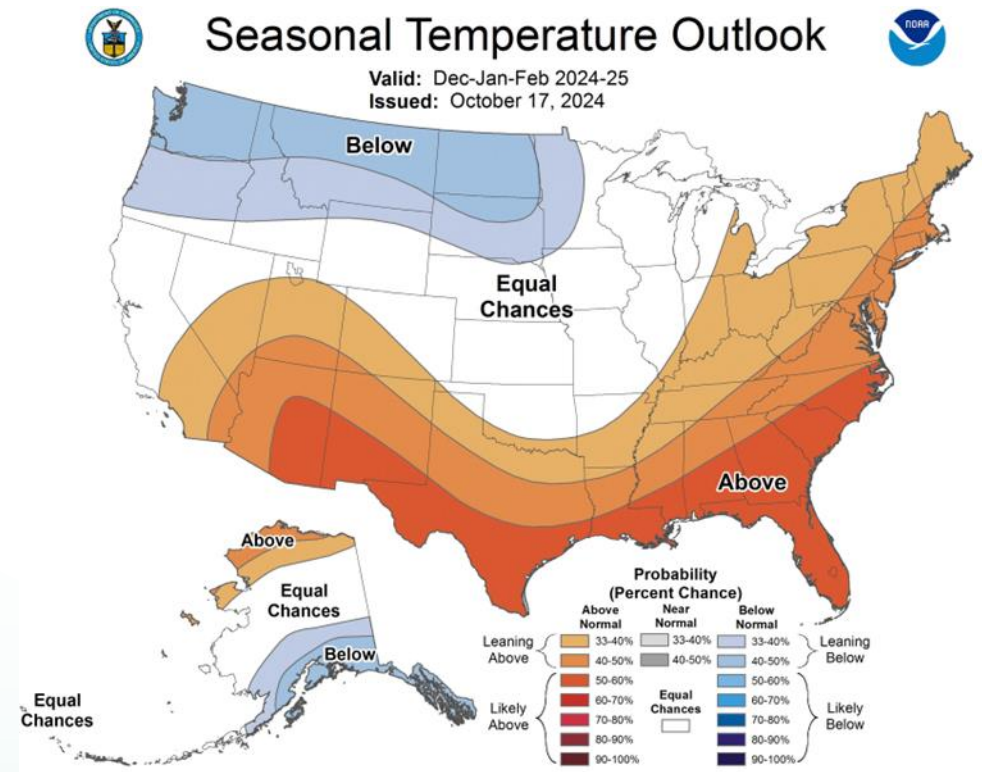 Seasonal Temperature Outlook
NOAA
Valid: Dec-Jan-Feb 2024-25
Issued: October 17, 2024
Below
Equal
Chances
Above
Above
Equal
Chances
Below
Equal
Chances
Probability
(Percent Chance)
Above
Normal
Near
Normal
Below
Normal
Leaning
Above
33-40%
33-40%
33-40%
Leaning
Below
40-50%
40-50%
40-50%
50-60%
50-60%
Likely
Above
60-70%
Equal
Chances
60-70%
Likely
Below
70-80%
70-80%
80-90%
80-90%
90-100%
90-100%